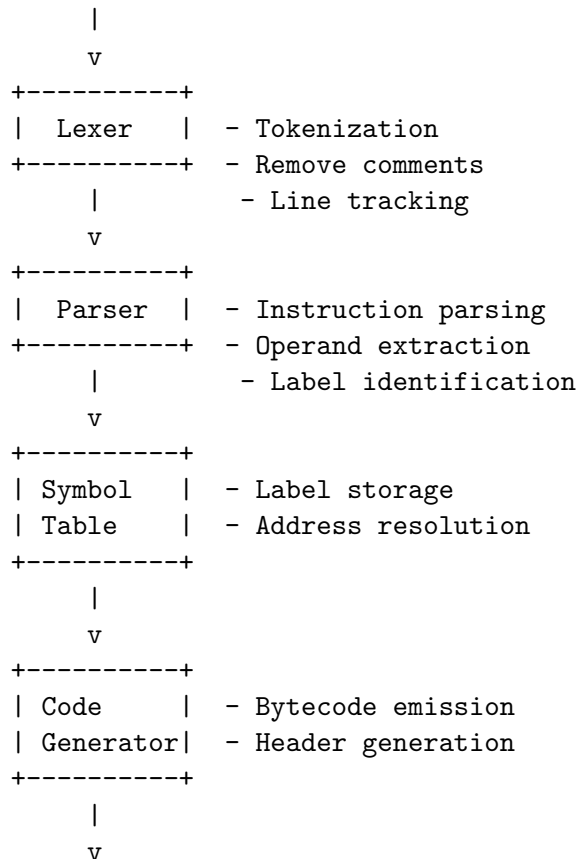 |
v
+----------+
|  Lexer   |  - Tokenization
+----------+  - Remove comments
|          - Line tracking
v
+----------+
|  Parser  |  - Instruction parsing
+----------+  - Operand extraction
|          - Label identification
v
+----------+
| Symbol   |  - Label storage
| Table    |  - Address resolution
+----------+
|
v
+----------+
| Code     |  - Bytecode emission
| Generator|  - Header generation
+----------+
|
v